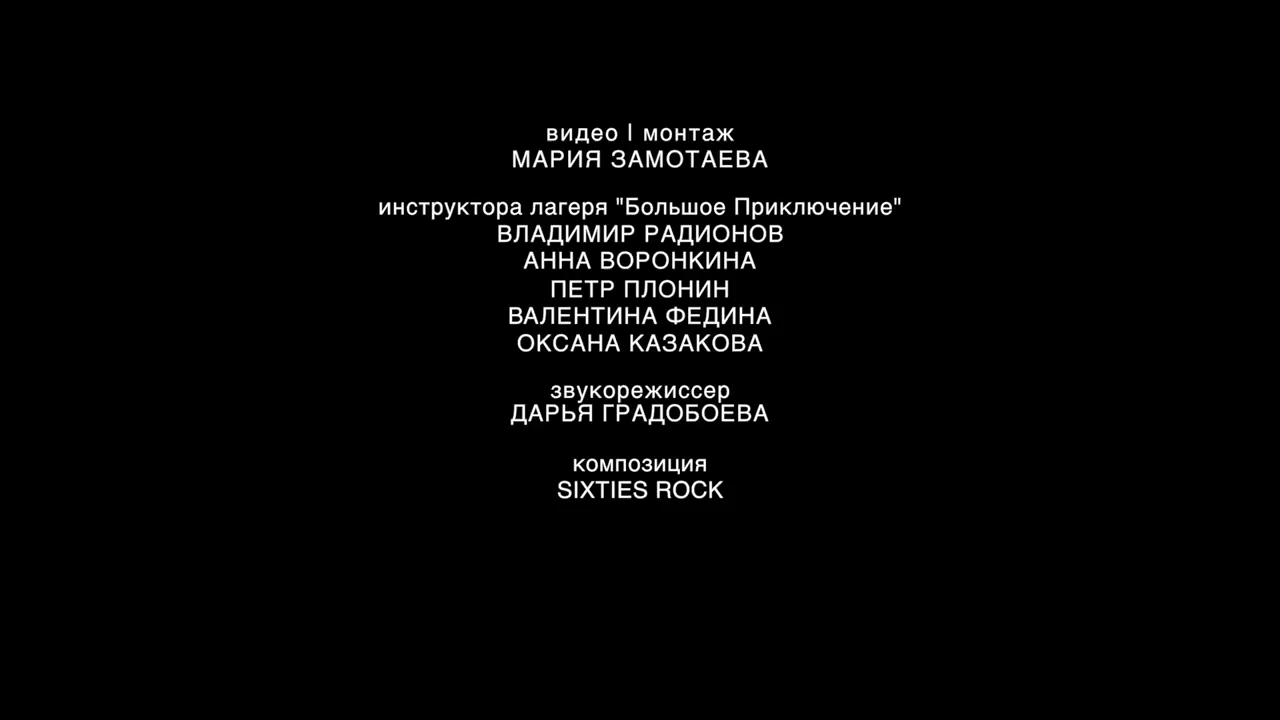 видео | монтаж
МАРИЯ ЗАМОТАЕВА
инструктора лагеря "Большое Приключение"
ВЛАДИМИР РАДИОНОВ
АННА ВОРОНКИНА
ПЕТР ПЛОНИН
ВАЛЕНТИНА ФЕДИНА
ОКСАНА КАЗАКОВА
звукорежиссер
ДАРЬЯ ГРАДОБОЕВА
композиция
SIXTIES ROCK